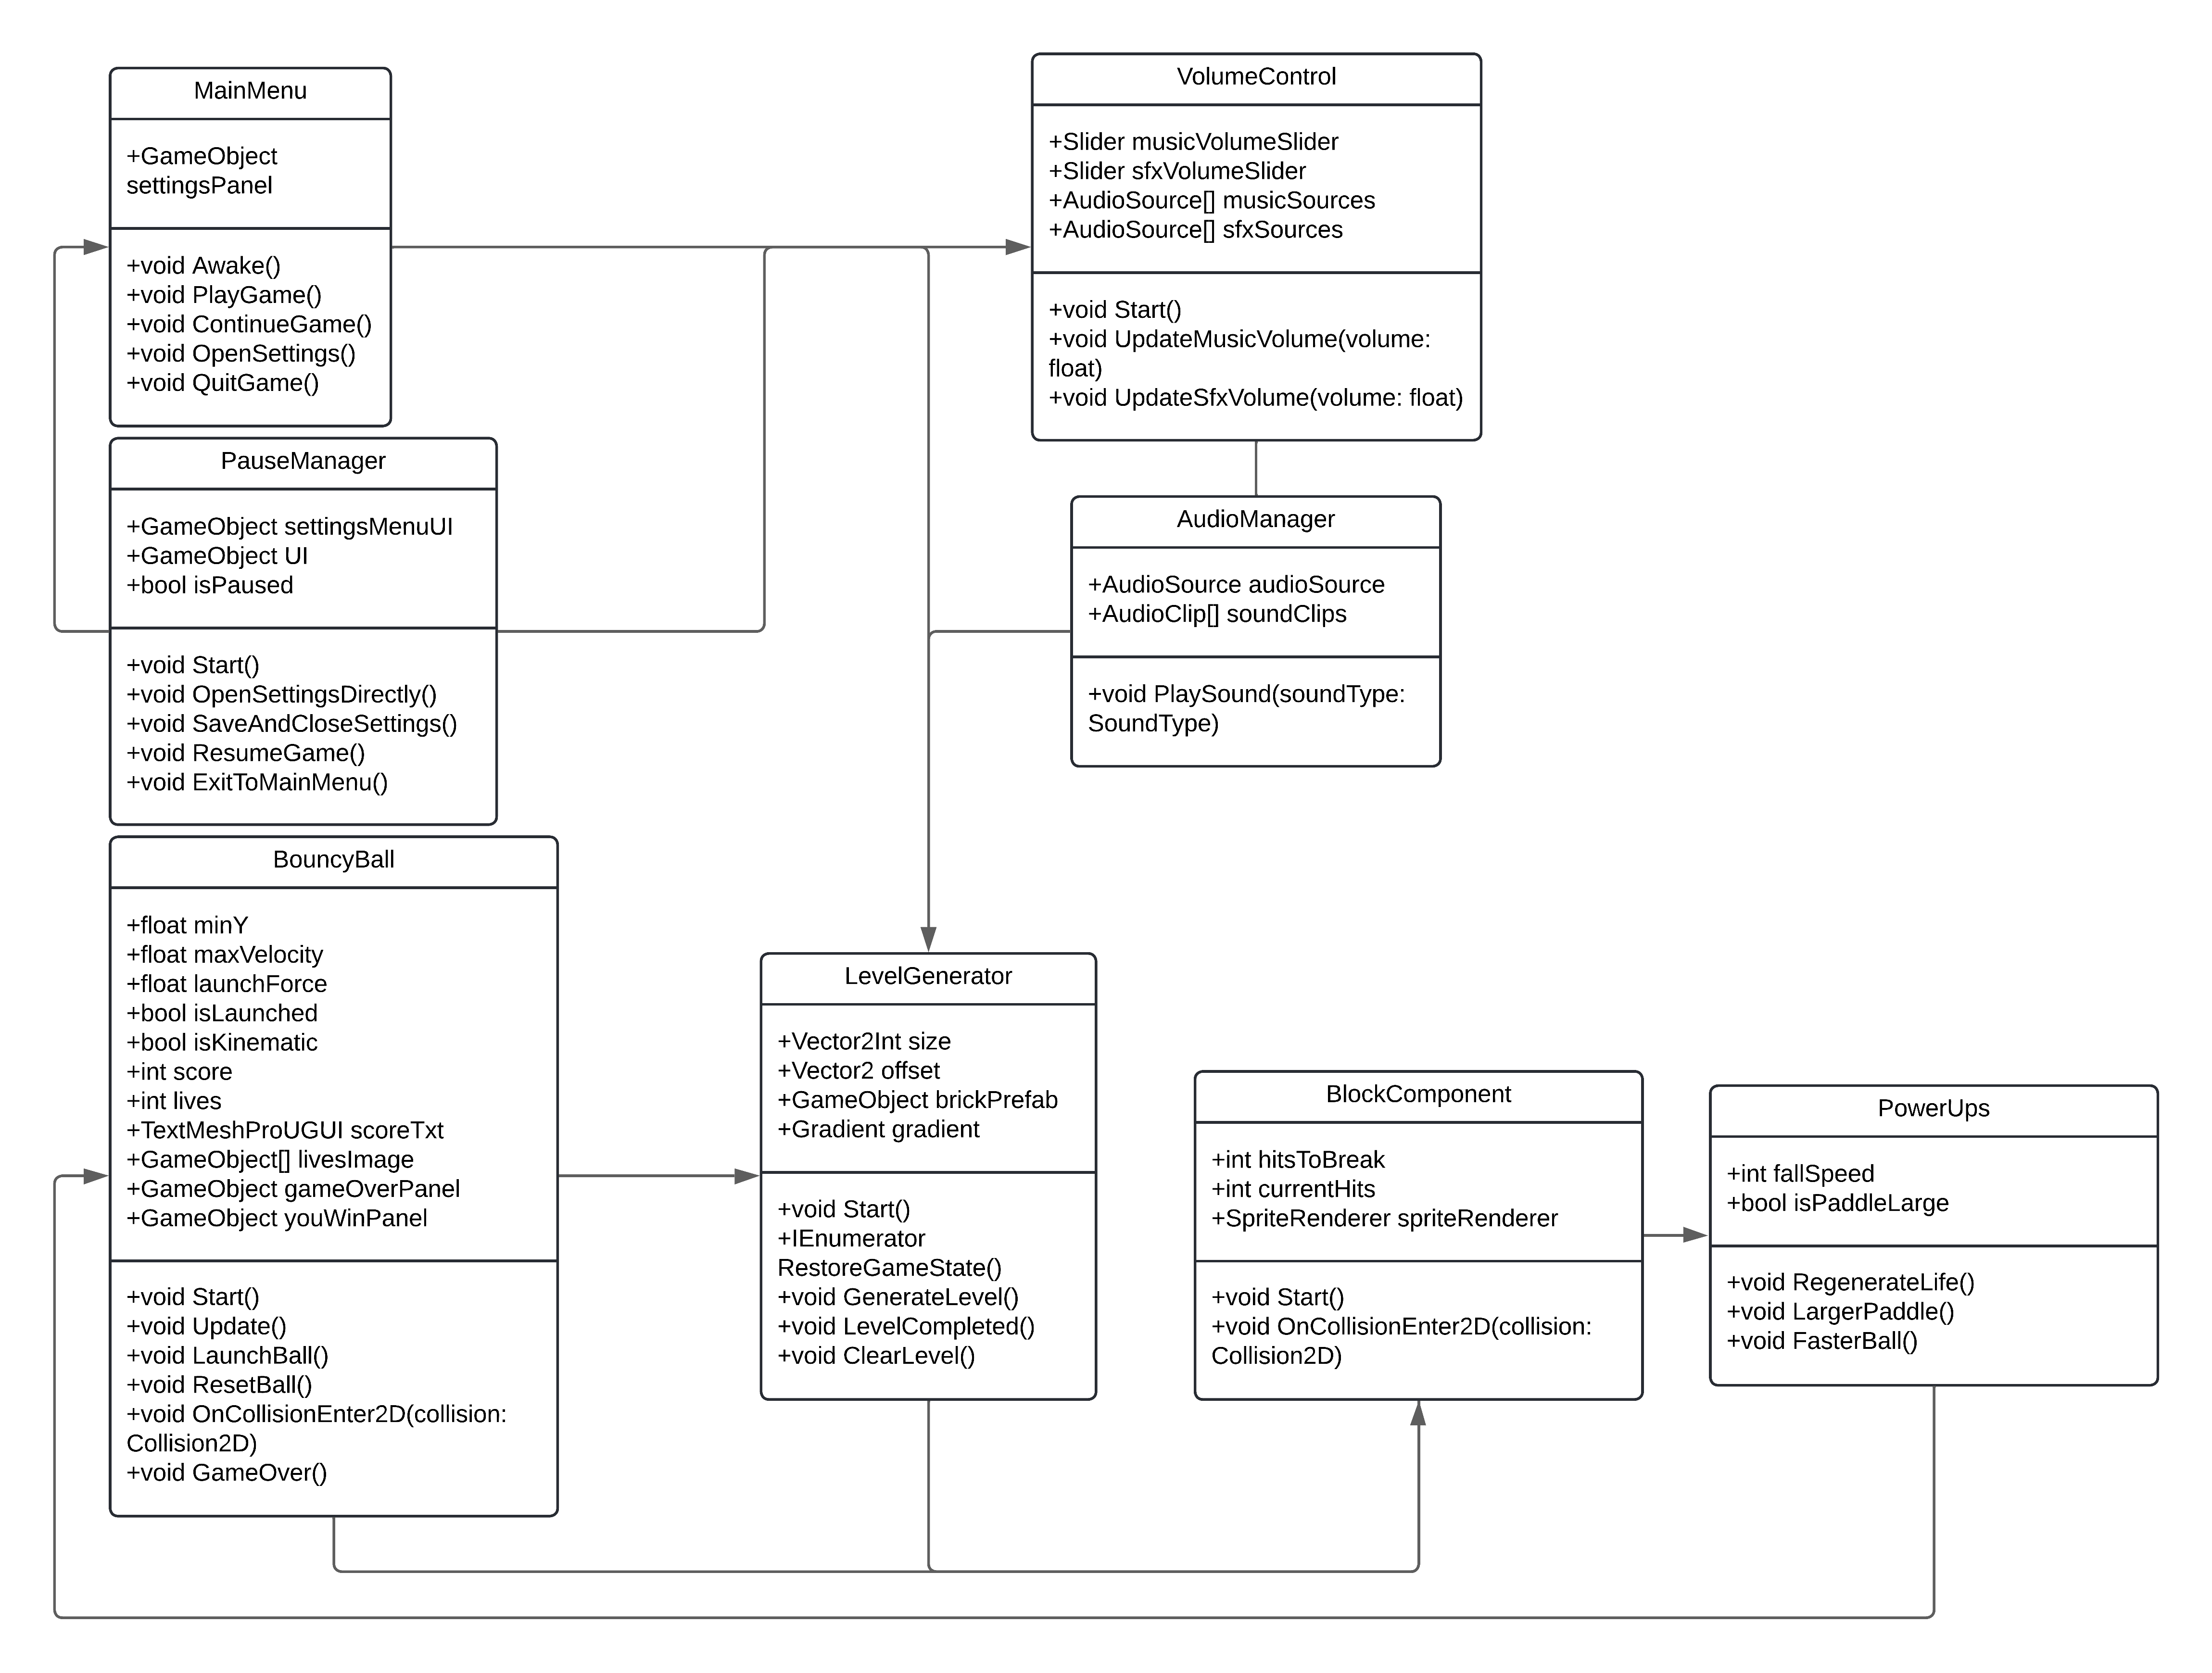 MainMenu
+GameObject
settingsPanel
+void Awake()
+void PlayGame()
+void ContinueGame()
+void OpenSettings()
+void QuitGame()
VolumeControl
+Slider musicVolumeSlider
+Slider sfxVolumeSlider
+AudioSource[] musicSources
+AudioSource[] sfxSources
+void Start()
+void UpdateMusicVolume(volume:
float)
+void UpdateSfxVolume(volume: float)
PauseManager
+GameObject settingsMenuUI
+GameObject UI
+bool isPaused
+void Start()
+void OpenSettingsDirectly()
+void SaveAndCloseSettings()
+void ResumeGame()
+void ExitToMainMenu()
AudioManager
+AudioSource audioSource
+AudioClip[] soundClips
+void PlaySound(soundType:
SoundType)
BouncyBall
+float minY
+float maxVelocity
+float launchForce
+bool isLaunched
+bool isKinematic
+int score
+int lives
+TextMeshProUGUI scoreTxt
+GameObject[] livesImage
+GameObject gameOverPanel
+GameObject youWinPanel
+void Start()
+void Update()
+void LaunchBall()
+void ResetBall()
+void OnCollisionEnter2D(collision:
Collision2D)
+void GameOver()
LevelGenerator
+Vector2Int size
+Vector2 offset
+GameObject brickPrefab
+Gradient gradient
+void Start()
+IEnumerator
RestoreGameState()
+void GenerateLevel()
+void LevelCompleted()
+void ClearLevel()
BlockComponent
+int hitsToBreak
+int currentHits
+SpriteRenderer spriteRenderer
+void Start()
+void OnCollisionEnter2D(collision:
Collision2D)
PowerUps
+int fallSpeed
+bool isPaddleLarge
+void RegenerateLife()
+void LargerPaddle()
+void FasterBall()